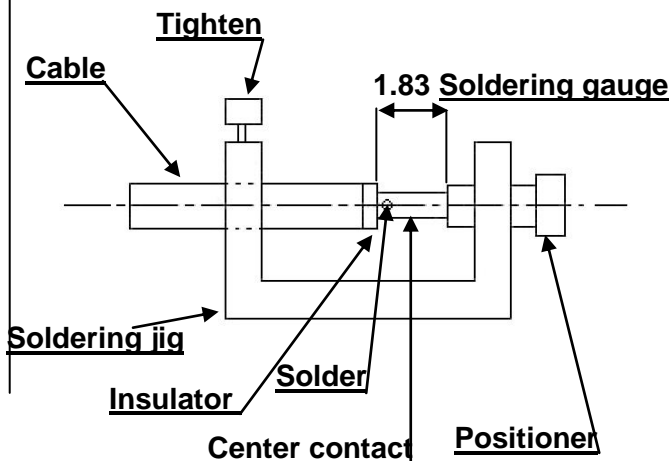 Tighten
Cable
1.83 Soldering gauge
Soldering jig
Solder
Insulator
Center contact
Positioner